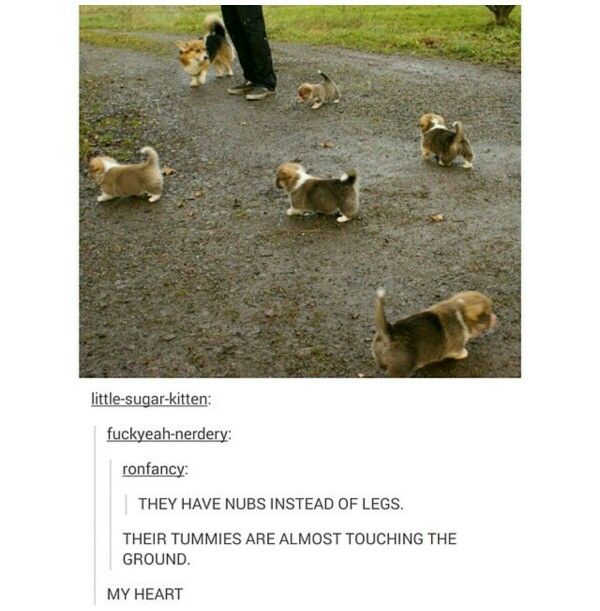 little-sugar-kitten:
fuckyeah-nerdery:
ronfancy:
THEY HAVE NUBS INSTEAD OF LEGS.
THEIR TUMMIES ARE ALMOST TOUCHING THE
GROUND.
MY HEART